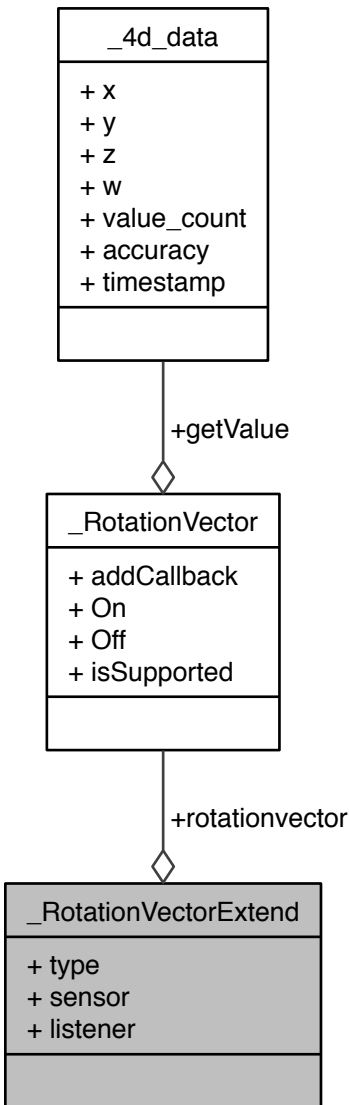 _4d_data
+ x
+ y
+ z
+ w
+ value_count
+ accuracy
+ timestamp
+getValue
_RotationVector
+ addCallback
+ On
+ Off
+ isSupported
+rotationvector
_RotationVectorExtend
+ type
+ sensor
+ listener